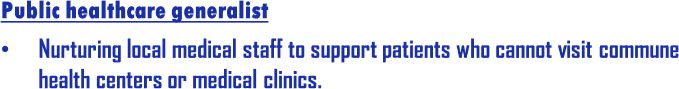 Public healthcare generalist
• Nurturing local medical staff to support patients who cannot visit commune
health centers or medical clinics.